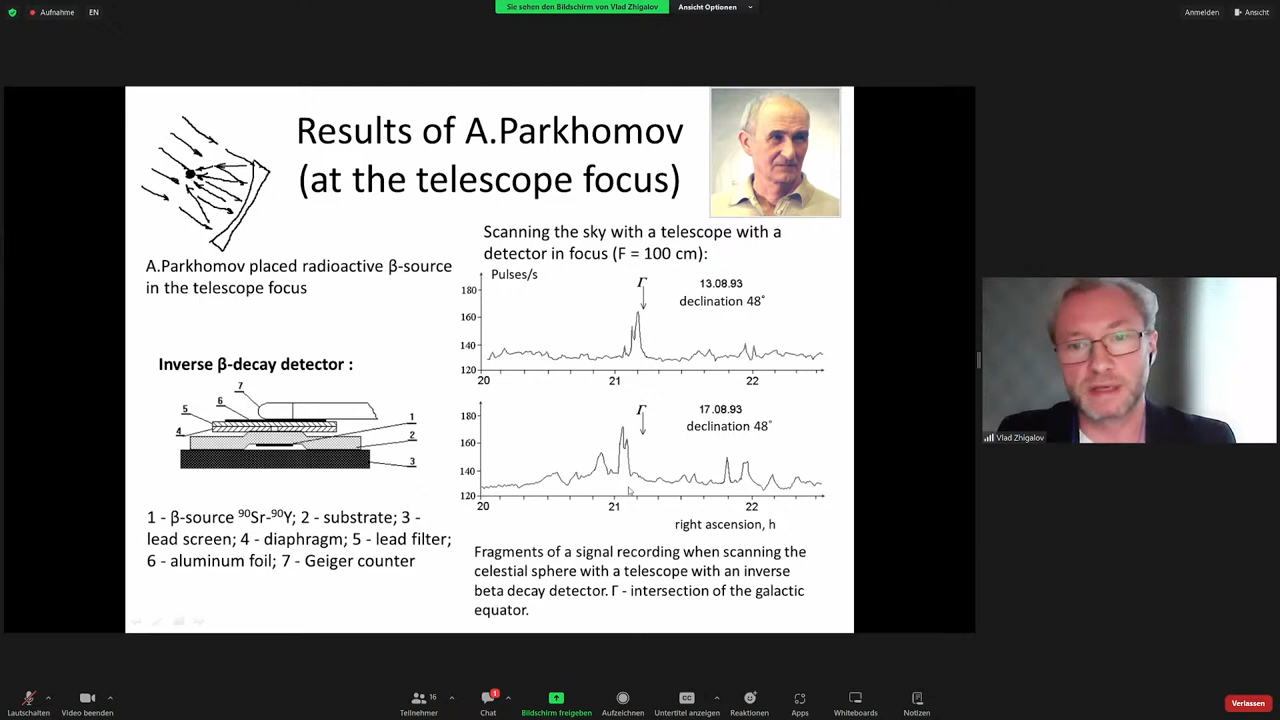 Aufnahme
EN
Sie sehen den Bildschirm von Vlad Zhigalov
Ansicht Optionen
Anmelden
Ansicht
Results of A.Parkhomov
(at the telescope focus)
A.Parkhomov placed radioactive β-source
in the telescope focus
Inverse β-decay detector :
7
6
5
4
1
2
3
1 - β-source ⁹⁰Sr-⁹⁰Y; 2 - substrate; 3 -
lead screen; 4 - diaphragm; 5 - lead filter;
6 - aluminum foil; 7 - Geiger counter
Scanning the sky with a telescope with a
detector in focus (F = 100 cm):
Pulses/s
180
160
140
120
Γ
13.08.93
declination 48˚
20
21
22
180
160
140
120
Γ
17.08.93
declination 48˚
20
21
22
right ascension, h
Fragments of a signal recording when scanning the
celestial sphere with a telescope with an inverse
beta decay detector. Γ - intersection of the galactic
equator.
Vlad Zhigalov
Lautschalten
Video beenden
16
Teilnehmer
1
Chat
Bildschirm freigeben
Aufzeichnen
CC
Untertitel anzeigen
Reaktionen
Apps
Whiteboards
Notizen
Verlassen